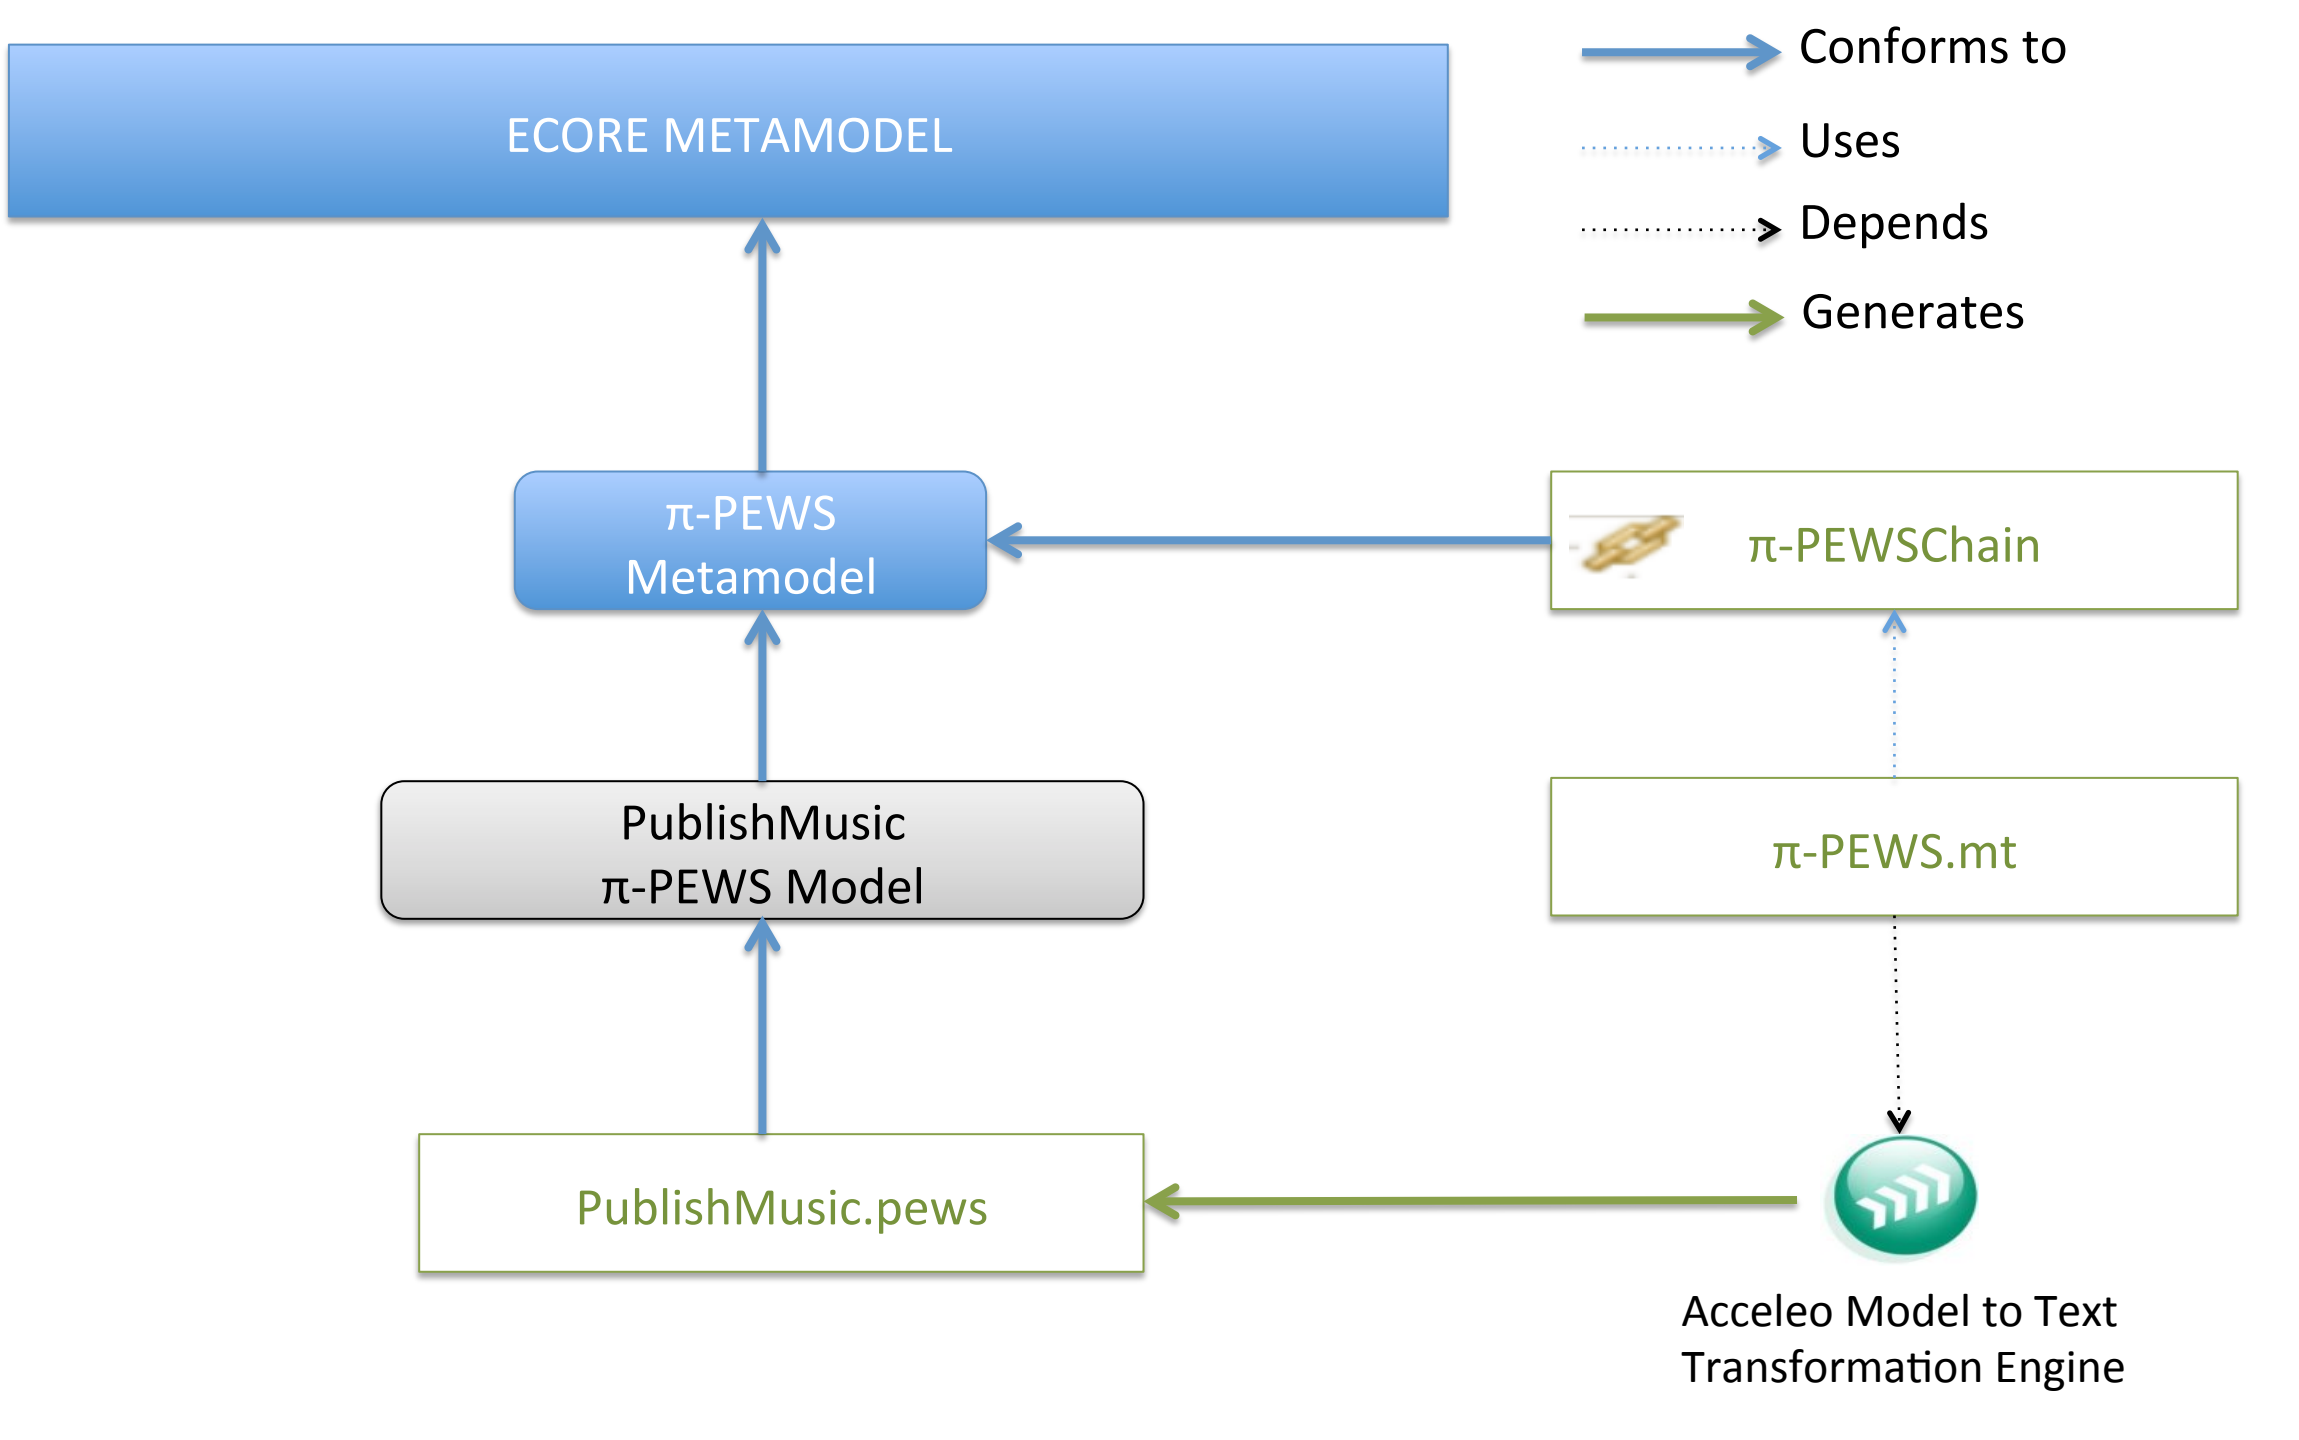 ECORE METAMODEL
Conforms to
Uses
Depends
Generates
π-PEWS
Metamodel
π-PEWSChain
PublishMusic
π-PEWS Model
π-PEWS.mt
PublishMusic.pews
Acceleo Model to Text
Transformation Engine